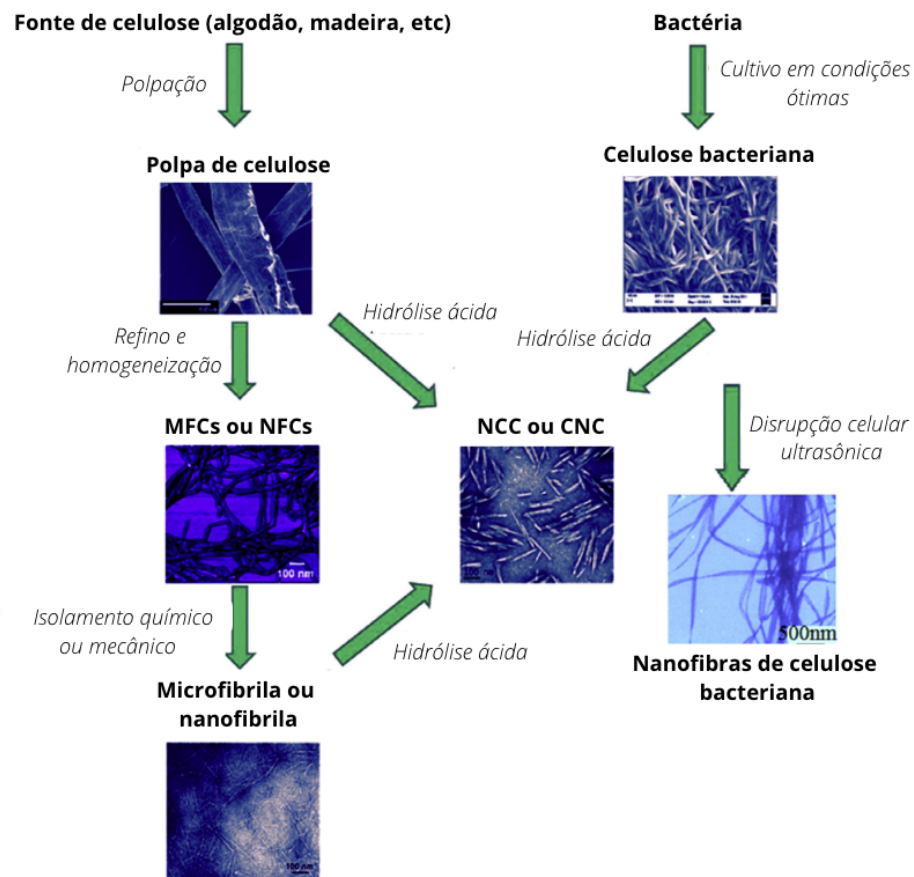 Fonte de celulose (algodão, madeira, etc)
Bactéria
Polpação
Cultivo em condições
ótimas
Polpa de celulose
Celulose bacteriana
Hidrólise ácida
Refino e
homogeneização
Hidrólise ácida
MFCs ou NFCs
NCC ou CNC
Disrupção celular
ultrasônica
100 nm
100 nm
Isolamento químico
ou mecânico
500nm
Hidrólise ácida
Nanofibras de celulose
bacteriana
Microfibrila ou
nanofibrila
100 nm